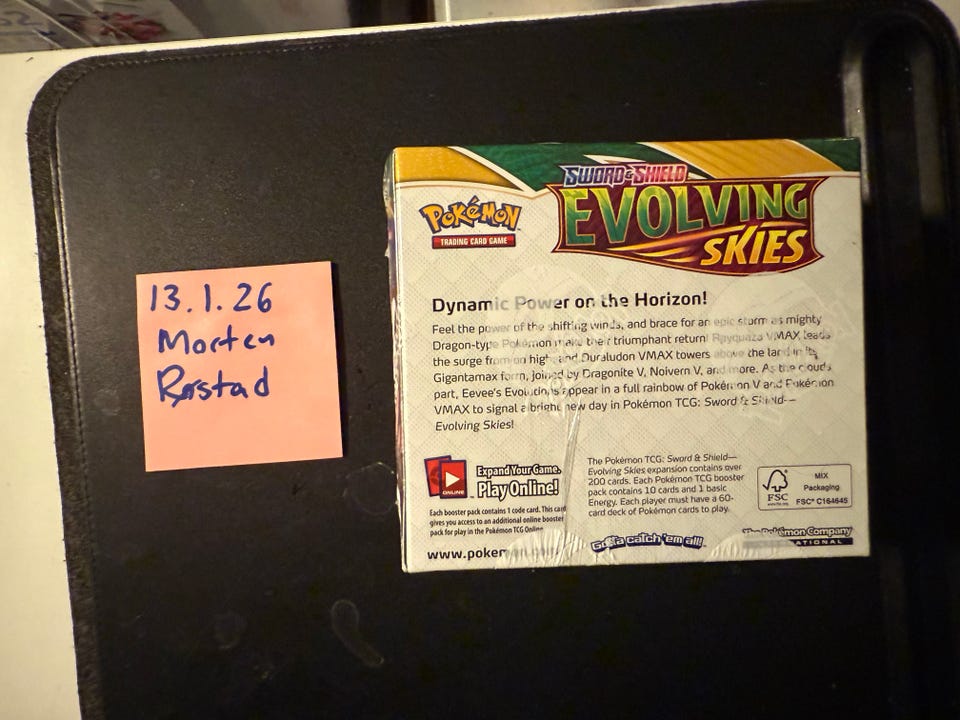 13.1.26
Morten
Røstad
SWORD & SHIELD
EVOLVING
SKIES
POKéMON
TRADING CARD GAME
Dynamic Power on the Horizon!
Feel the power of the shifting winds, and brace for an epic storm as mighty
Dragon-type Pokémon make their triumphant return! Rayquaza VMAX leads
the surge from on high, and Duraludon VMAX towers above the land in its
Gigantamax form, joined by Dragonite V, Noivern V, and more. As the clouds
part, Eevee's Evolutions appear in a full rainbow of Pokémon V and Pokémon
VMAX to signal a bright new day in Pokémon TCG: Sword & Shield—
Evolving Skies!
ONLINE
Expand Your Game.
Play Online!
Each booster pack contains 1 code card. This card
gives you access to an additional online booster
pack for play in the Pokémon TCG Online.
www.pokemon.com
The Pokémon TCG: Sword & Shield—
Evolving Skies expansion contains over
200 cards. Each Pokémon TCG booster
pack contains 10 cards and 1 basic
Energy. Each player must have a 60-
card deck of Pokémon cards to play.
Gotta catch 'em all!
FSC
www.fsc.org
MIX
Packaging
FSC® C164645
The Pokémon Company